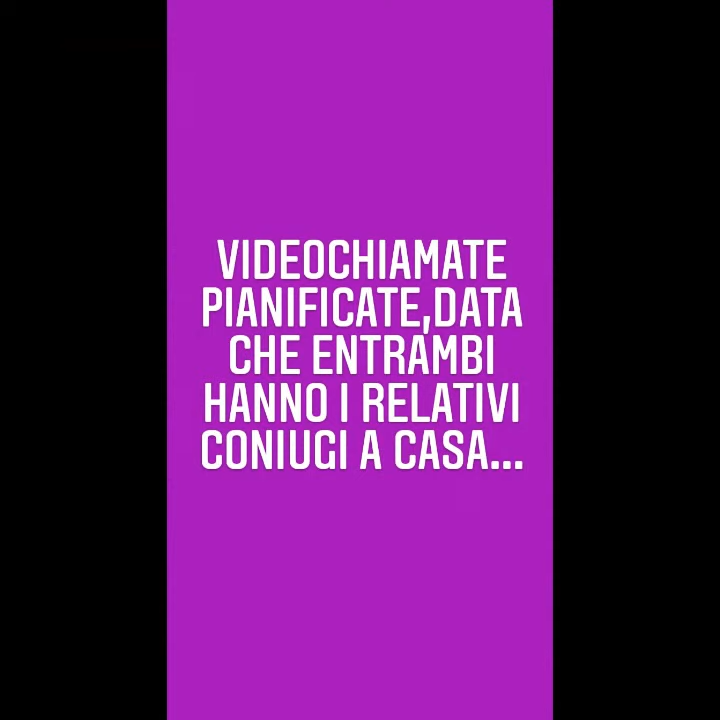 VIDEOCHIAMATE
PIANIFICATE,DATA
CHE ENTRAMBI
HANNO I RELATIVI
CONIUGI A CASA...